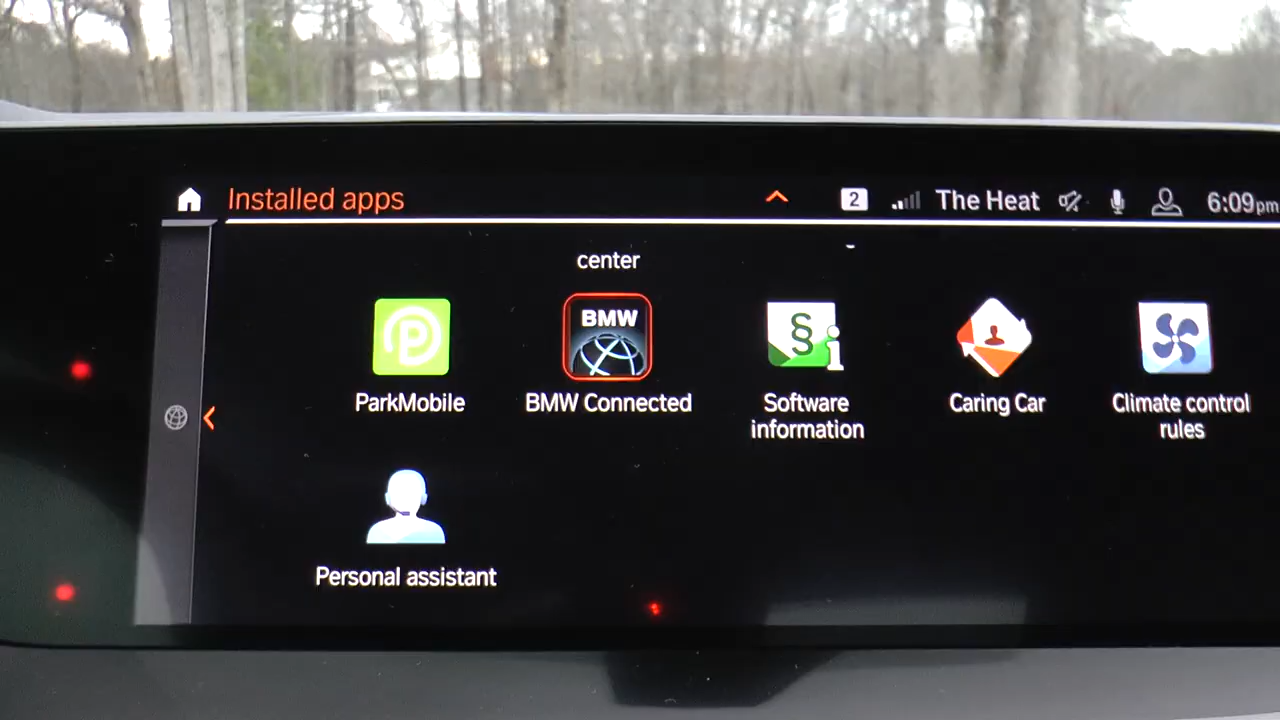 Installed apps
2
The Heat
6:09pm
center
BMW
ParkMobile
BMW Connected
Software
information
Caring Car
Climate control
rules
Personal assistant